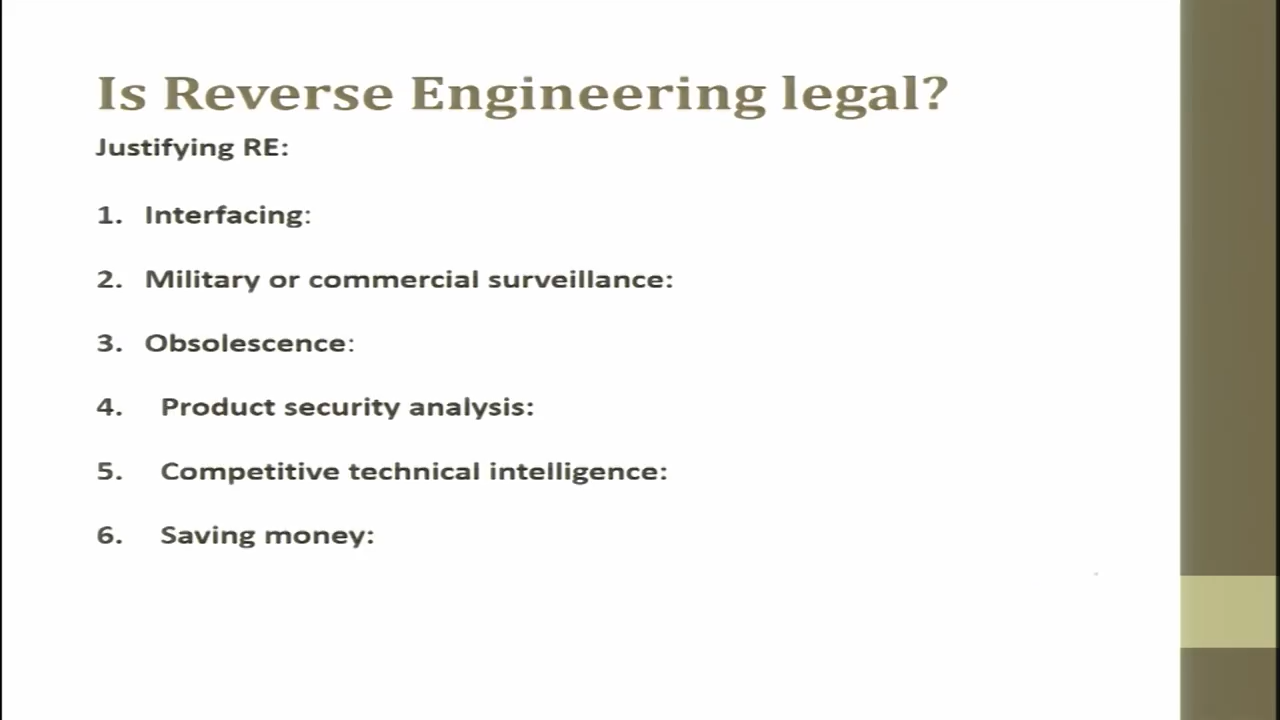 Is Reverse Engineering legal?
Justifying RE:
1. Interfacing:
2. Military or commercial surveillance:
3. Obsolescence:
4. Product security analysis:
5. Competitive technical intelligence:
6. Saving money: